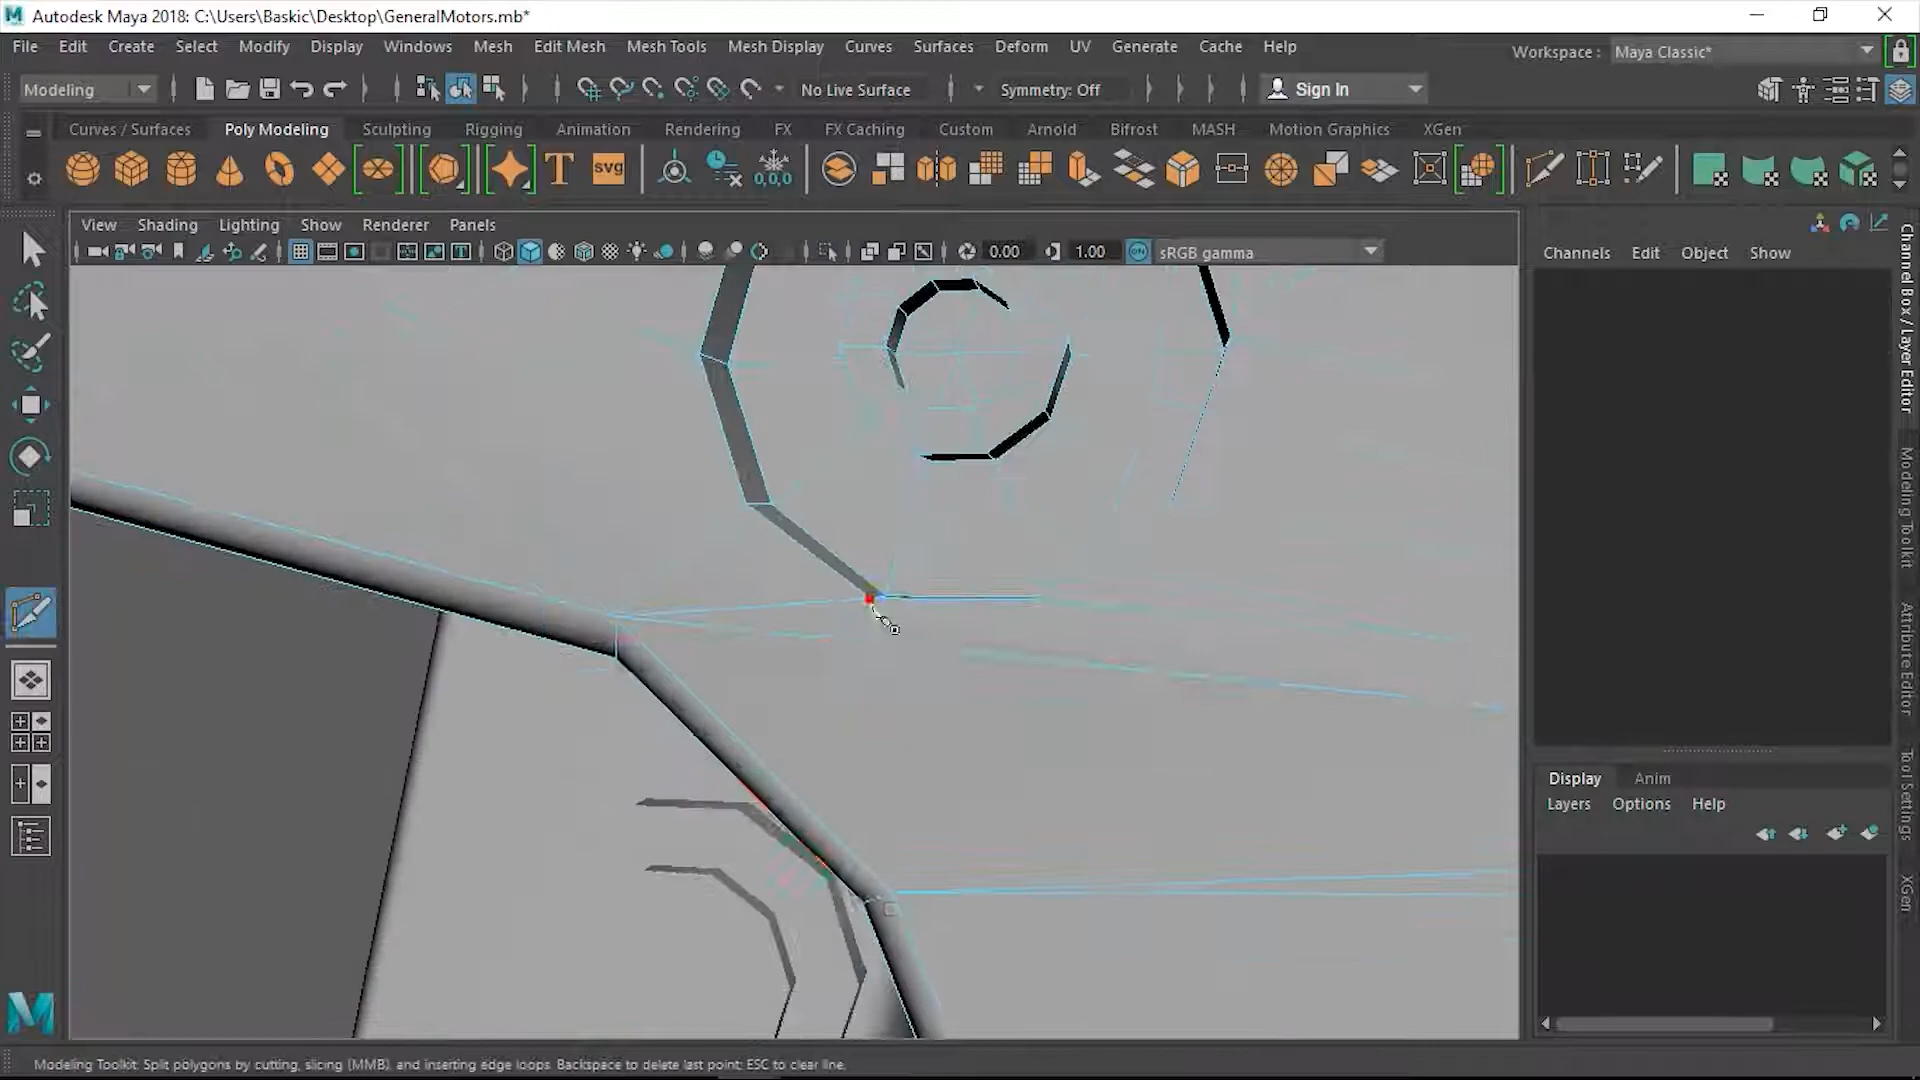 Autodesk Maya 2018: C:\Users\Baskic\Desktop\GeneralMotors.mb*
File Edit Create Select Modify Display Windows Mesh Edit Mesh Mesh Tools Mesh Display Curves Surfaces Deform UV Generate Cache Help
Workspace : Maya Classic*
Modeling No Live Surface Symmetry: Off Sign In
Curves / Surfaces Poly Modeling Sculpting Rigging Animation Rendering FX FX Caching Custom Arnold Bifrost MASH Motion Graphics XGen
T svg 0,0,0
View Shading Lighting Show Renderer Panels
0.00 1.00 ON sRGB gamma
Channels Edit Object Show
Channel Box / Layer Editor
Modeling Toolkit
Attribute Editor
Tool Settings
XGen
Display Anim
Layers Options Help
Modeling Toolkit: Split polygons by cutting, slicing (MMB), and inserting edge loops. Backspace to delete last point; ESC to clear line.